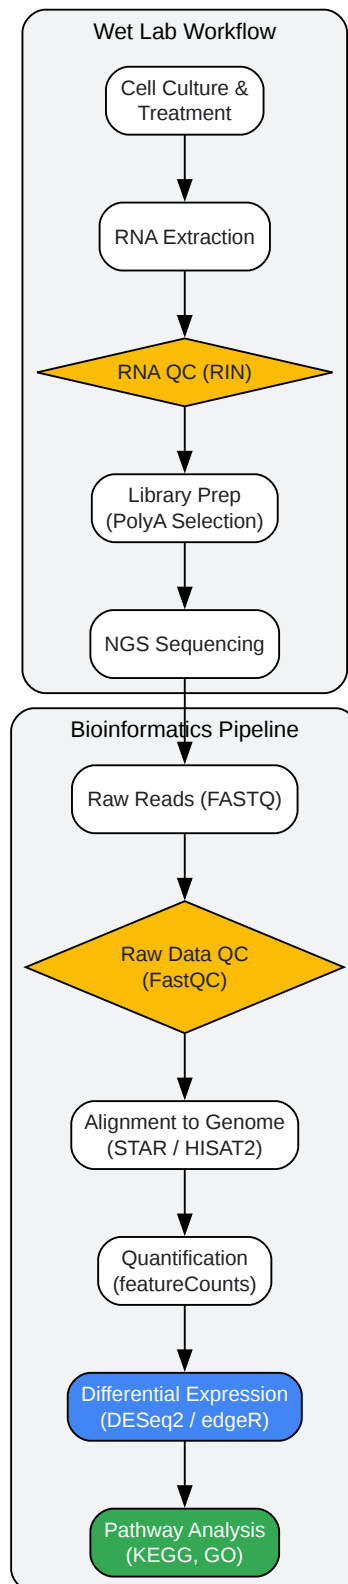 Wet Lab Workflow
Cell Culture &
Treatment
RNA Extraction
RNA QC (RIN)
Library Prep
(PolyA Selection)
NGS Sequencing
Bioinformatics Pipeline
Raw Reads (FASTQ)
Raw Data QC
(FastQC)
Alignment to Genome
(STAR / HISAT2)
Quantification
(featureCounts)
Differential Expression
(DESeq2 / edgeR)
Pathway Analysis
(KEGG, GO)